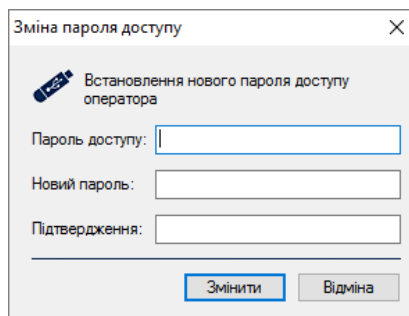 Зміна пароля доступу
Встановлення нового пароля доступу
оператора
Пароль доступу:
Новий пароль:
Підтвердження:
Змінити Відміна